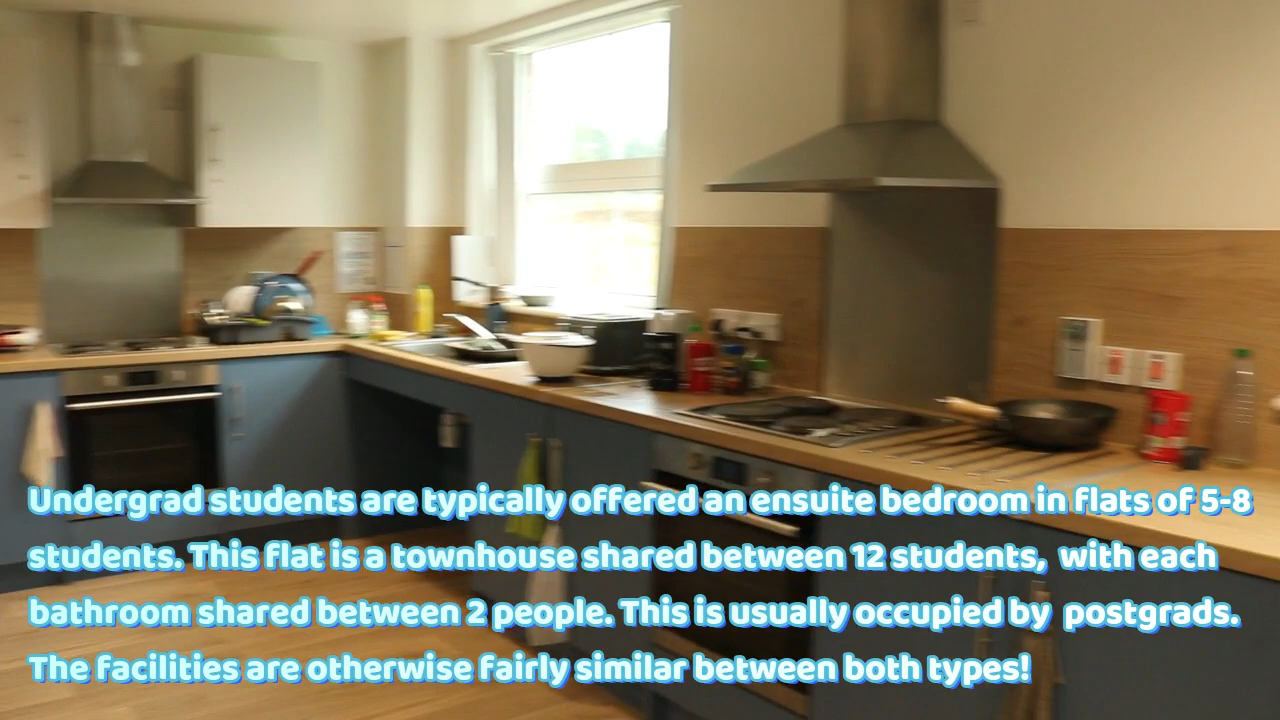 Undergrad students are typically offered an ensuite bedroom in flats of 5-8
students. This flat is a townhouse shared between 12 students, with each
bathroom shared between 2 people. This is usually occupied by postgrads.
The facilities are otherwise fairly similar between both types!